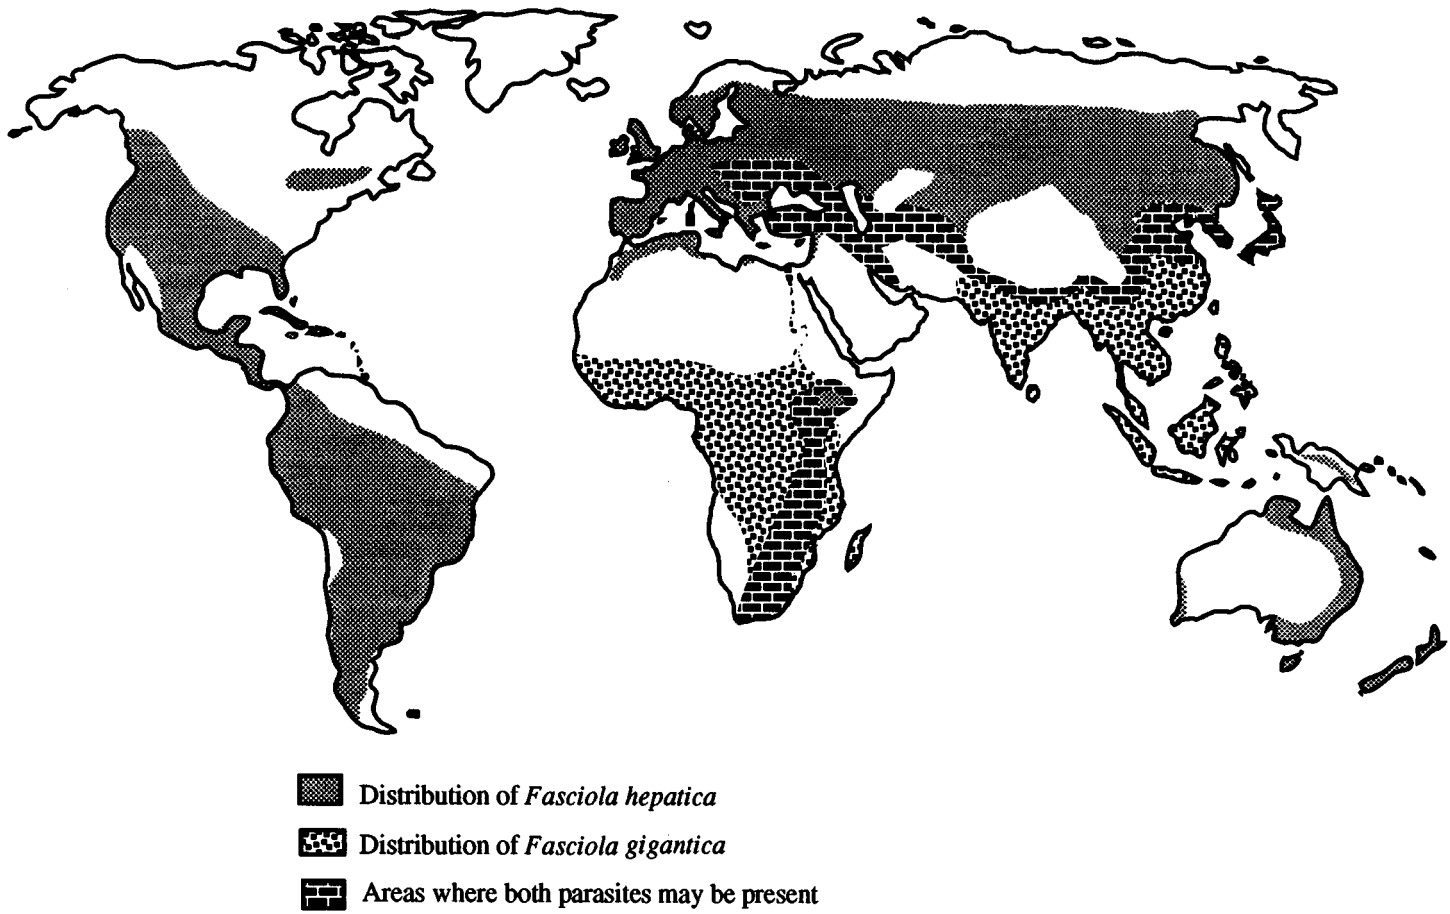 Distribution of Fasciola hepatica
Distribution of Fasciola gigantica
Areas where both parasites may be present